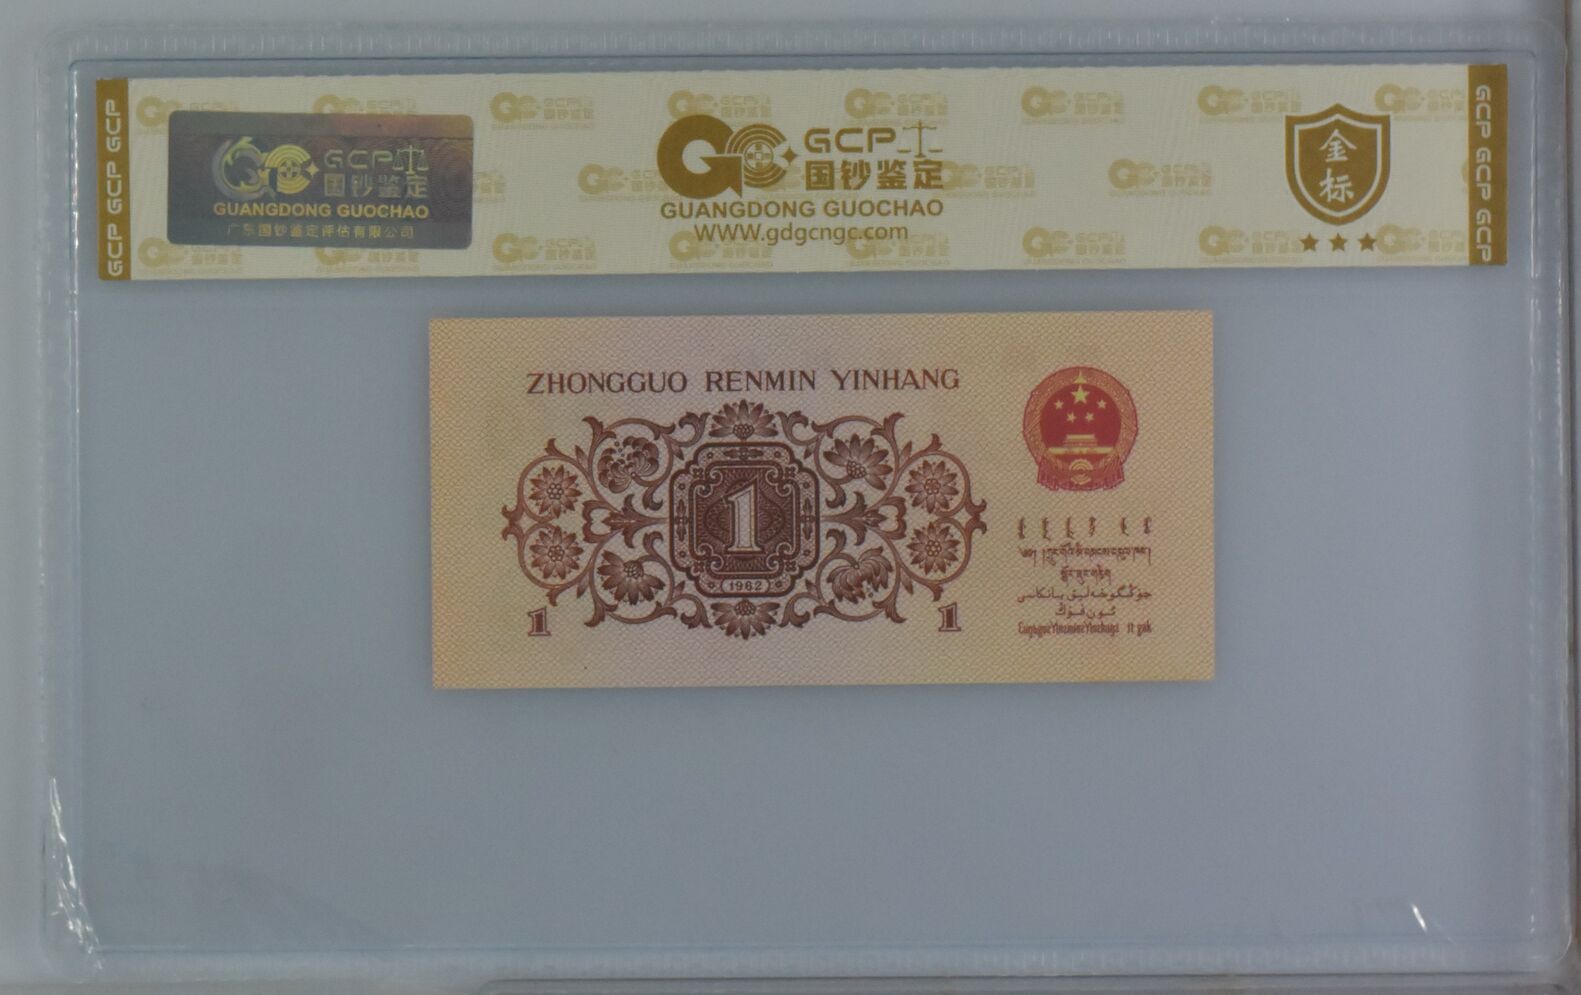 GCP GCP GCP
GCP
国钞鉴定
GUANGDONG GUOCHAO
广东国钞鉴定评估有限公司
GCP
国钞鉴定
GUANGDONG GUOCHAO
WWW.gdgcngc.com
金标
GCP GCP GCP
ZHONGGUO RENMIN YINHANG
1
(1962)
1
1
جۇڭگوخەلىق بانكاسى